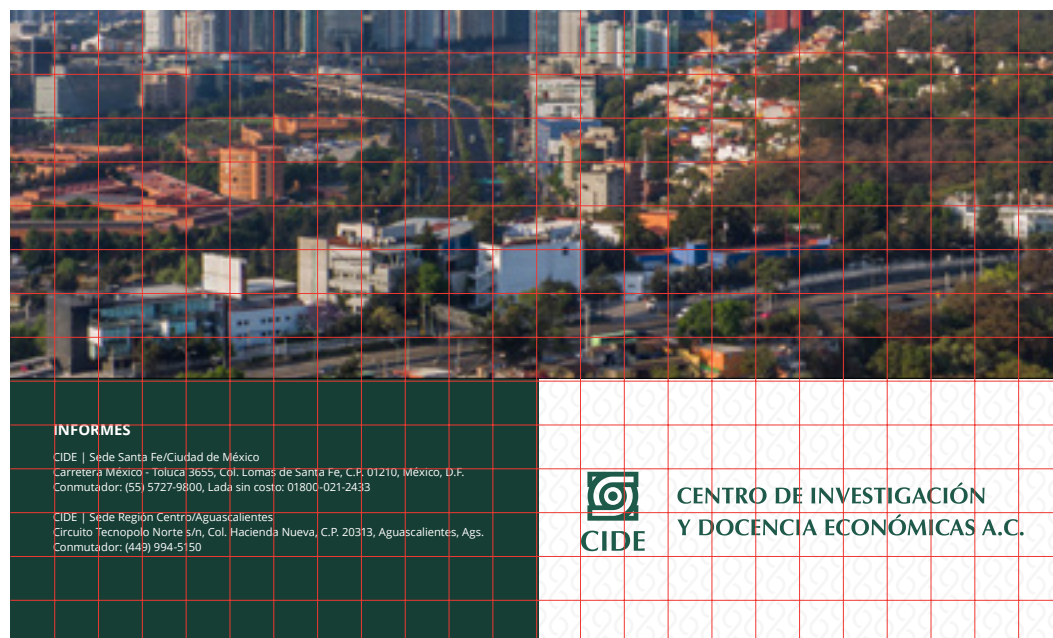 INFORMES
CIDE | Sede Santa Fe/Ciudad de México
Carretera México - Toluca 3655, Col. Lomas de Santa Fe, C.P. 01210, México, D.F.
Conmutador: (55) 5727-9800, Lada sin costo: 01800-021-2433
CIDE | Sede Región Centro/Aguascalientes
Circuito Tecnopolo Norte s/n, Col. Hacienda Nueva, C.P. 20313, Aguascalientes, Ags.
Conmutador: (449) 994-5150
CIDE
CENTRO DE INVESTIGACIÓN
Y DOCENCIA ECONÓMICAS A.C.